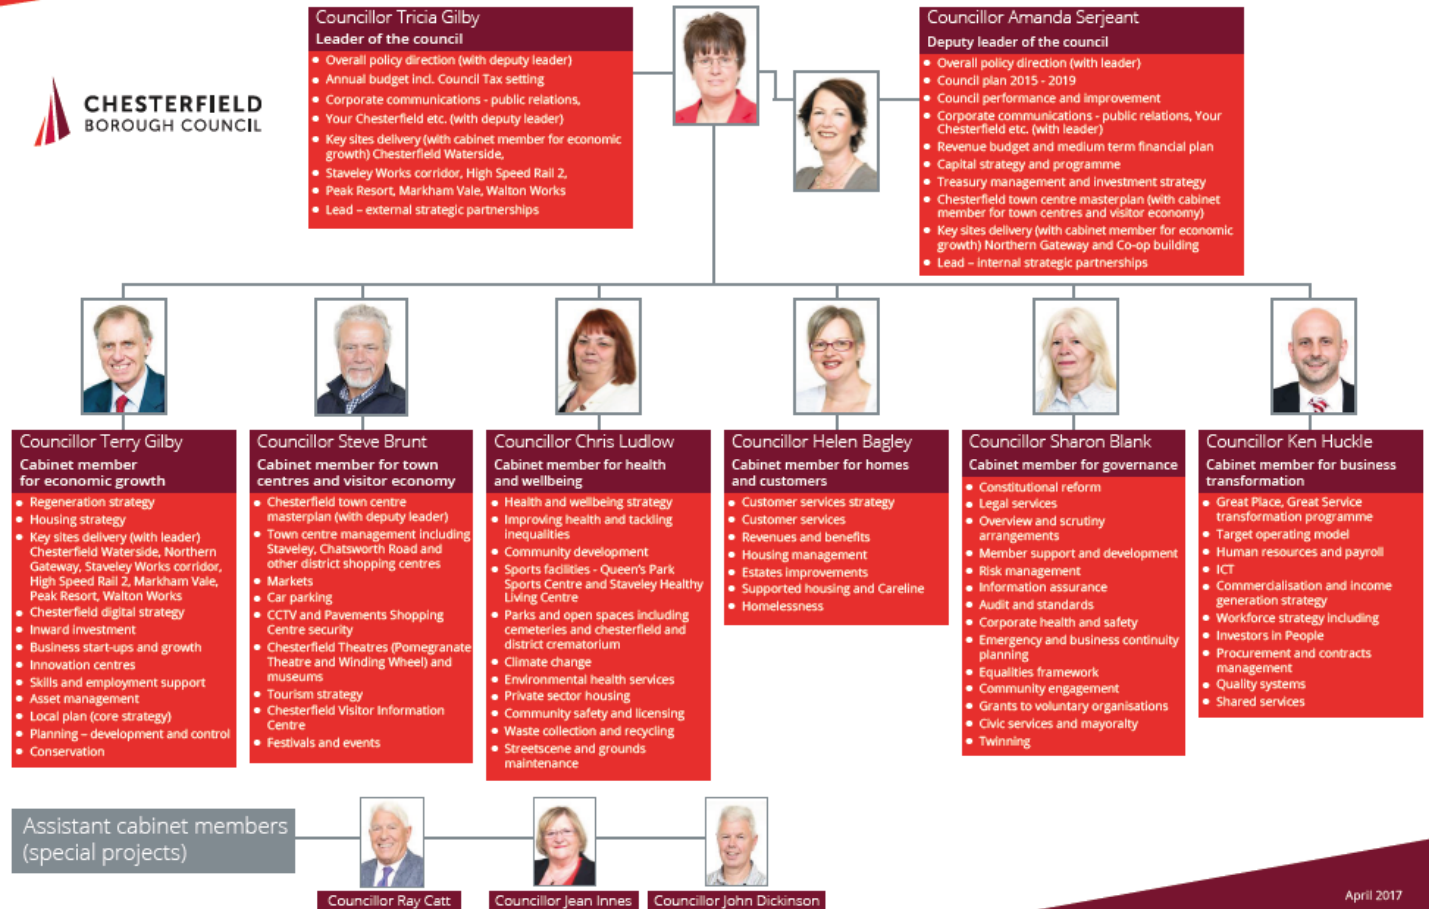 CHESTERFIELD
BOROUGH COUNCIL
Councillor Tricia Gilby
Leader of the council
• Overall policy direction (with deputy leader)
• Annual budget incl. Council Tax setting
• Corporate communications - public relations,
• Your Chesterfield etc. (with deputy leader)
• Key sites delivery (with cabinet member for economic
growth) Chesterfield Waterside,
• Staveley Works corridor, High Speed Rail 2,
• Peak Resort, Markham Vale, Walton Works
• Lead – external strategic partnerships
Councillor Amanda Serjeant
Deputy leader of the council
• Overall policy direction (with leader)
• Council plan 2015 - 2019
• Council performance and improvement
• Corporate communications - public relations, Your
Chesterfield etc. (with leader)
• Revenue budget and medium term financial plan
• Capital strategy and programme
• Treasury management and investment strategy
• Chesterfield town centre masterplan (with cabinet
member for town centres and visitor economy)
• Key sites delivery (with cabinet member for economic
growth) Northern Gateway and Co-op building
• Lead – internal strategic partnerships
Councillor Terry Gilby
Cabinet member
for economic growth
• Regeneration strategy
• Housing strategy
• Key sites delivery (with leader)
Chesterfield Waterside, Northern
Gateway, Staveley Works corridor,
High Speed Rail 2, Markham Vale,
Peak Resort, Walton Works
• Chesterfield digital strategy
• Inward investment
• Business start-ups and growth
• Innovation centres
• Skills and employment support
• Asset management
• Local plan (core strategy)
• Planning – development and control
• Conservation
Councillor Steve Brunt
Cabinet member for town
centres and visitor economy
• Chesterfield town centre
masterplan (with deputy leader)
• Town centre management including
Staveley, Chatsworth Road and
other district shopping centres
• Markets
• Car parking
• CCTV and Pavements Shopping
Centre security
• Chesterfield Theatres (Pomegranate
Theatre and Winding Wheel) and
museums
• Tourism strategy
• Chesterfield Visitor Information
Centre
• Festivals and events
Councillor Chris Ludlow
Cabinet member for health
and wellbeing
• Health and wellbeing strategy
• Improving health and tackling
inequalities
• Community development
• Sports facilities - Queen's Park
Sports Centre and Staveley Healthy
Living Centre
• Parks and open spaces including
cemeteries and chesterfield and
district crematorium
• Climate change
• Environmental health services
• Private sector housing
• Community safety and licensing
• Waste collection and recycling
• Streetscene and grounds
maintenance
Councillor Helen Bagley
Cabinet member for homes
and customers
• Customer services strategy
• Customer services
• Revenues and benefits
• Housing management
• Estates improvements
• Supported housing and Careline
• Homelessness
Councillor Sharon Blank
Cabinet member for governance
• Constitutional reform
• Legal services
• Overview and scrutiny
arrangements
• Member support and development
• Risk management
• Information assurance
• Audit and standards
• Corporate health and safety
• Emergency and business continuity
planning
• Equalities framework
• Community engagement
• Grants to voluntary organisations
• Civic services and mayoralty
• Twinning
Councillor Ken Huckle
Cabinet member for business
transformation
• Great Place, Great Service
transformation programme
• Target operating model
• Human resources and payroll
• ICT
• Commercialisation and income
generation strategy
• Workforce strategy including
• Investors in People
• Procurement and contracts
management
• Quality systems
• Shared services
Assistant cabinet members
(special projects)
Councillor Ray Catt
Councillor Jean Innes
Councillor John Dickinson
April 2017